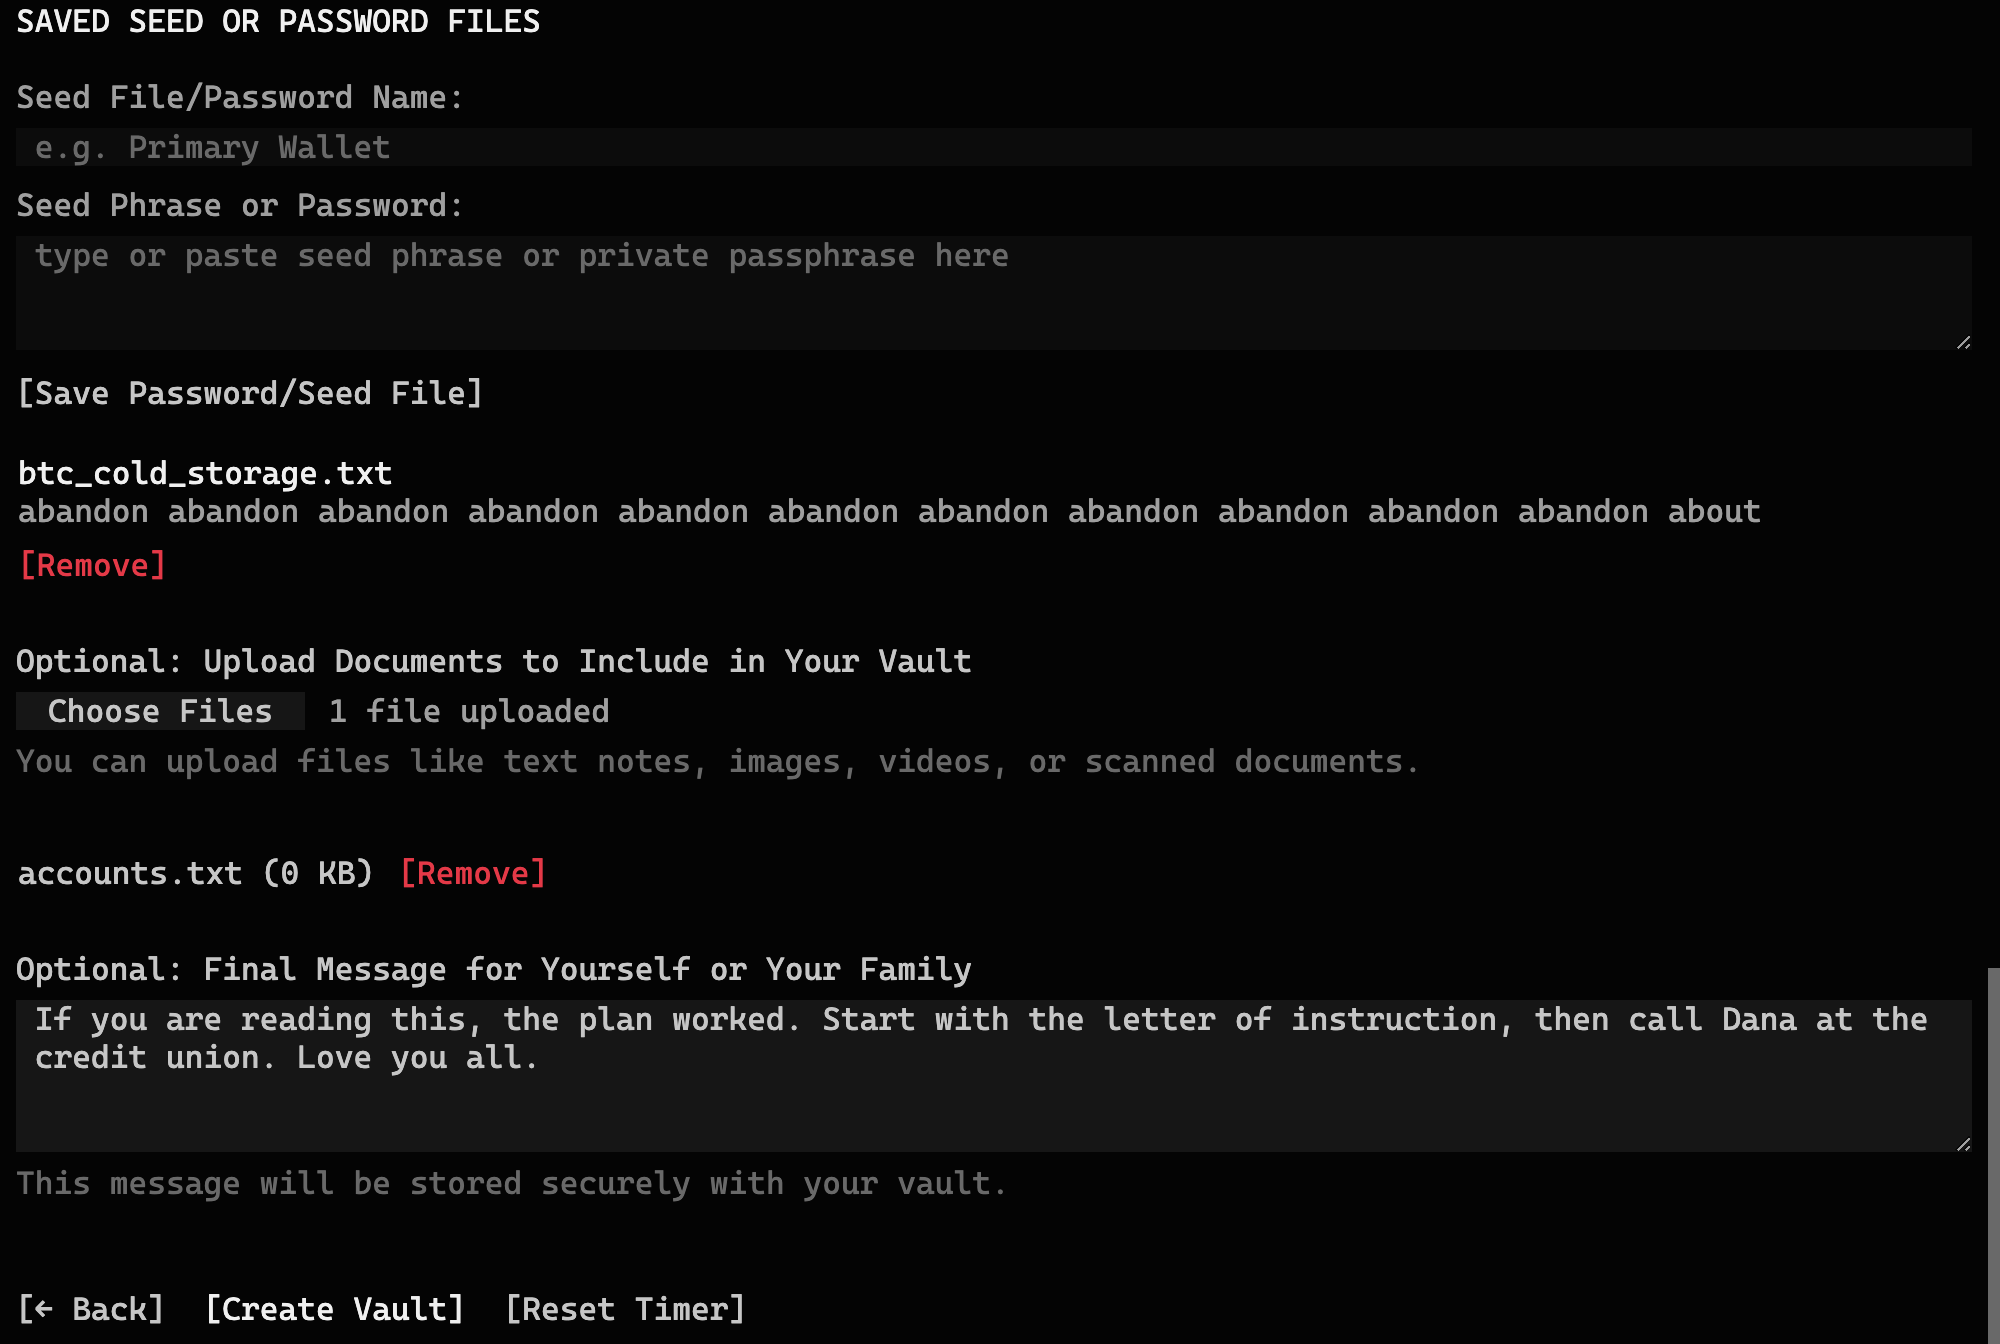 SAVED SEED OR PASSWORD FILES
Seed File/Password Name:
e.g. Primary Wallet
Seed Phrase or Password:
type or paste seed phrase or private passphrase here
[Save Password/Seed File]
btc_cold_storage.txt
abandon abandon abandon abandon abandon abandon abandon abandon abandon abandon abandon about
[Remove]
Optional: Upload Documents to Include in Your Vault
Choose Files 1 file uploaded
You can upload files like text notes, images, videos, or scanned documents.
accounts.txt (0 KB) [Remove]
Optional: Final Message for Yourself or Your Family
If you are reading this, the plan worked. Start with the letter of instruction, then call Dana at the
credit union. Love you all.
This message will be stored securely with your vault.
[← Back] [Create Vault] [Reset Timer]